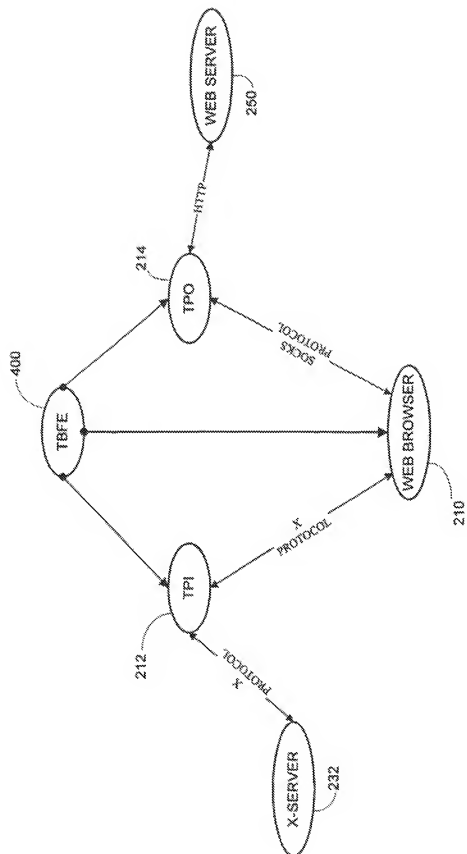 400
TBFE
214
TPO
HTTP
WEB SERVER
250
212
TPI
X
PROTOCOL
SOCKS
PROTOCOL
X
PROTOCOL
X-SERVER
232
WEB BROWSER
210